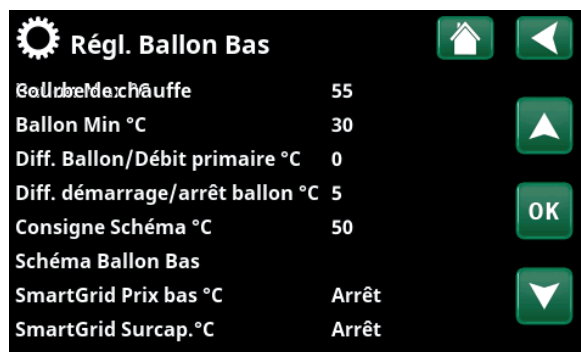 Régl. Ballon Bas
55
Ballon Min °C 30
Diff. Ballon/Débit primaire °C 0
Diff. démarrage/arrêt ballon °C 5
Consigne Schéma °C 50
OK
Schéma Ballon Bas
SmartGrid Prix bas °C Arrêt
SmartGrid Surcap.°C Arrêt